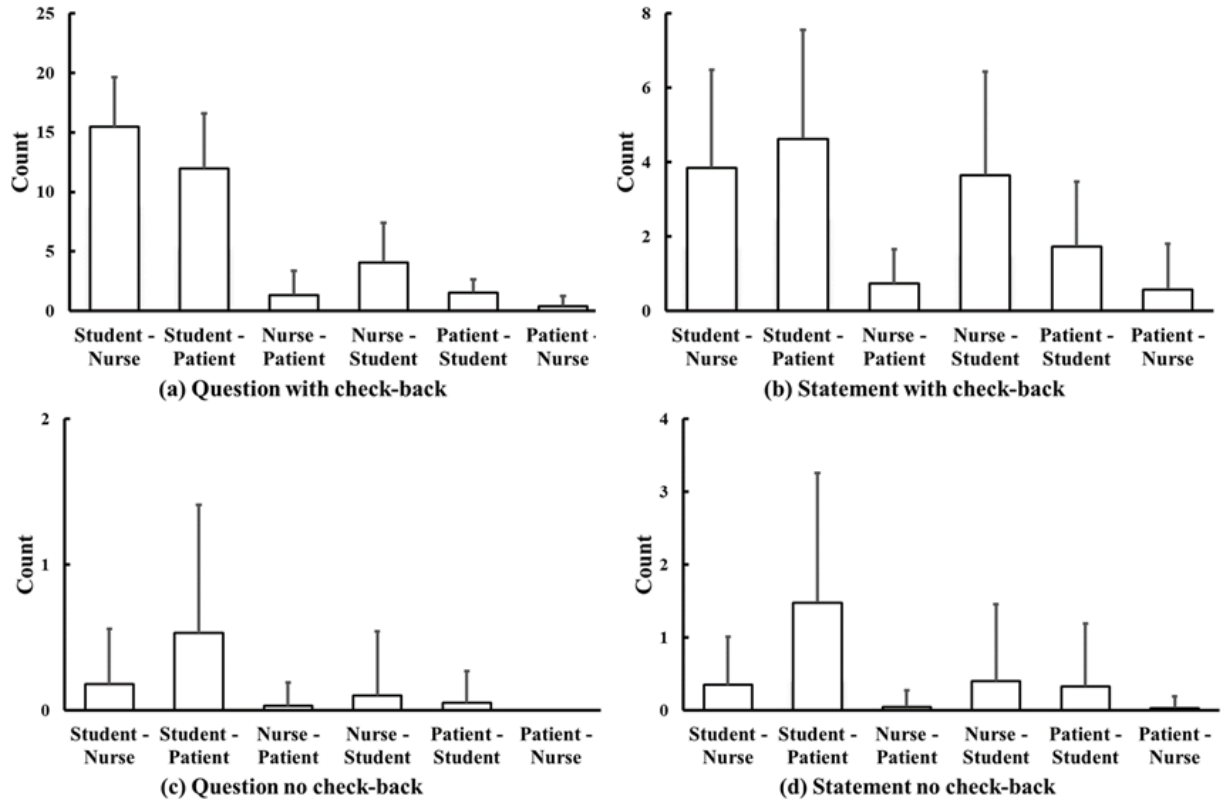 25
20
15
10
5
0
Count
Student - Nurse
Student - Patient
Nurse - Patient
Nurse - Student
Patient - Student
Patient - Nurse
(a) Question with check-back
8
6
4
2
0
Count
Student - Nurse
Student - Patient
Nurse - Patient
Nurse - Student
Patient - Student
Patient - Nurse
(b) Statement with check-back
2
1
0
Count
Student - Nurse
Student - Patient
Nurse - Patient
Nurse - Student
Patient - Student
Patient - Nurse
(c) Question no check-back
4
3
2
1
0
Count
Student - Nurse
Student - Patient
Nurse - Patient
Nurse - Student
Patient - Student
Patient - Nurse
(d) Statement no check-back